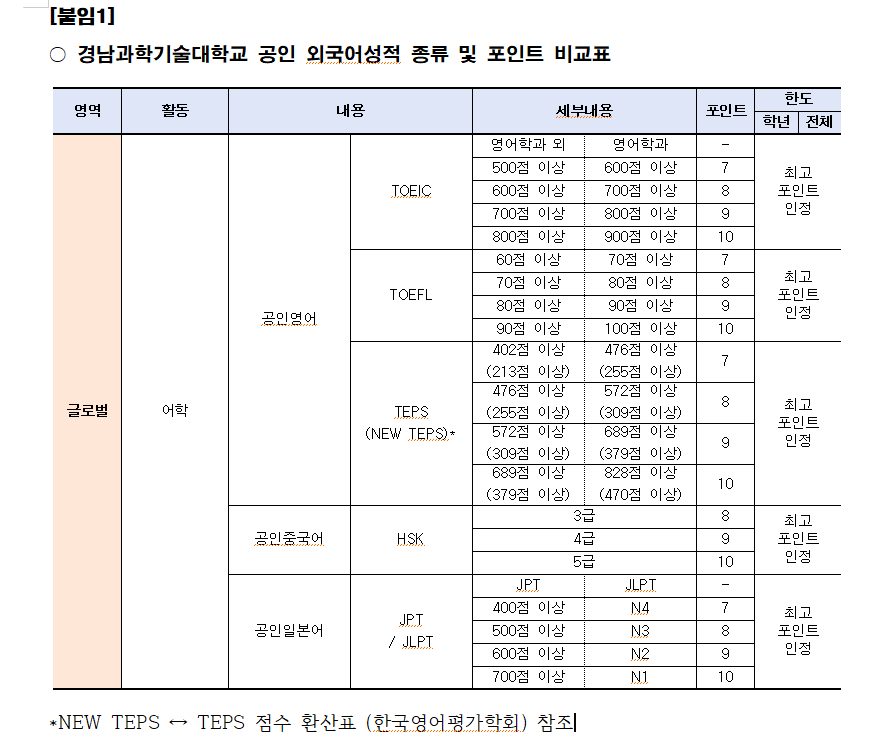 [붙임1]
○ 경남과학기술대학교 공인 외국어성적 종류 및 포인트 비교표
영역 활동 내용 세부내용 포인트 한도
학년 전체
글로벌
어학
공인영어
TOEIC
영어학과 외 영어학과 -
500점 이상 600점 이상 7
600점 이상 700점 이상 8
700점 이상 800점 이상 9
800점 이상 900점 이상 10
최고
포인트
인정
TOEFL
60점 이상 70점 이상 7
70점 이상 80점 이상 8
80점 이상 90점 이상 9
90점 이상 100점 이상 10
최고
포인트
인정
TEPS
(NEW TEPS)*
402점 이상 476점 이상 7
(213점 이상) (255점 이상)
476점 이상 572점 이상 8
(255점 이상) (309점 이상)
572점 이상 689점 이상 9
(309점 이상) (379점 이상)
689점 이상 828점 이상 10
(379점 이상) (470점 이상)
최고
포인트
인정
공인중국어
HSK
3급 8
4급 9
5급 10
최고
포인트
인정
공인일본어
JPT
/ JLPT
JPT JLPT -
400점 이상 N4 7
500점 이상 N3 8
600점 이상 N2 9
700점 이상 N1 10
최고
포인트
인정
*NEW TEPS ↔ TEPS 점수 환산표 (한국영어평가학회) 참조